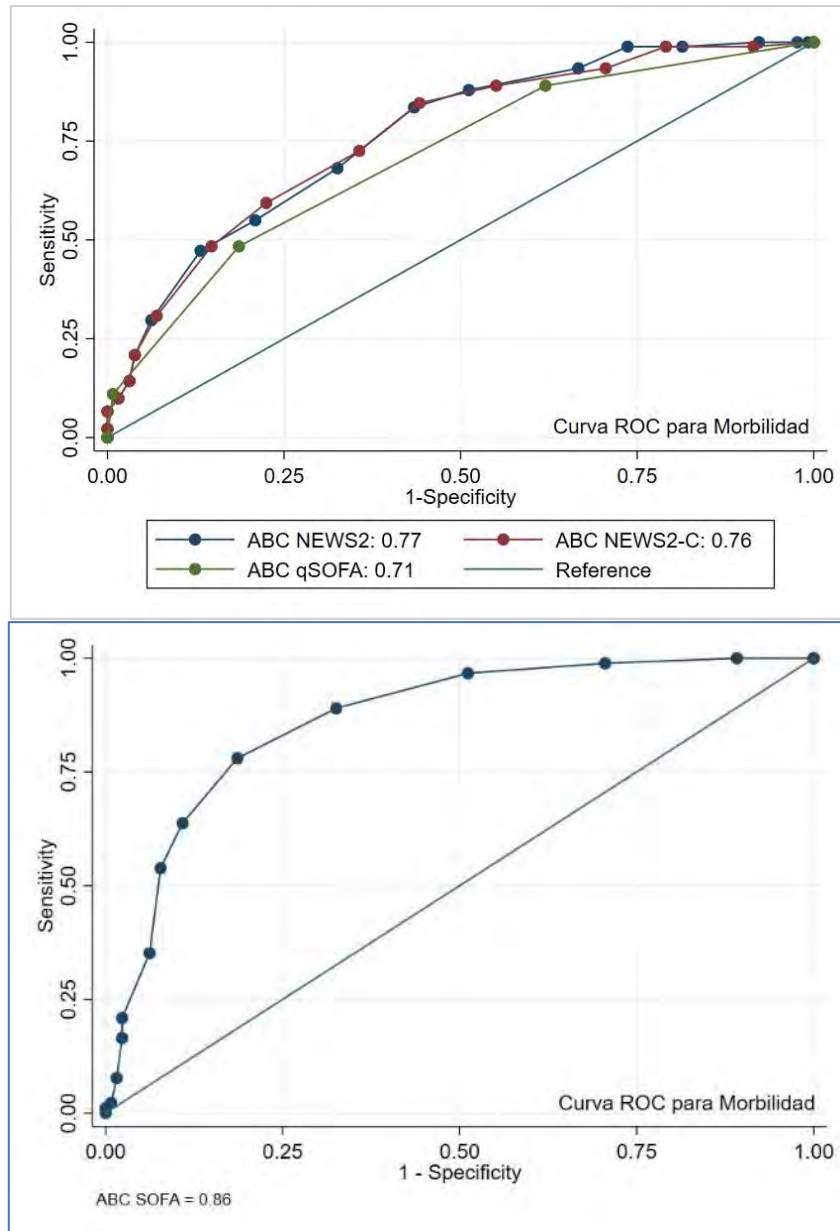 1.00
0.75
0.50
0.25
0.00
Sensitivity
Curva ROC para Morbilidad
0.00 0.25 0.50 0.75 1.00
1-Specificity
ABC NEWS2: 0.77 ABC NEWS2-C: 0.76
ABC qSOFA: 0.71 Reference
1.00
0.75
0.50
0.25
0.00
Sensitivity
Curva ROC para Morbilidad
0.00 0.25 0.50 0.75 1.00
1 - Specificity
ABC SOFA = 0.86